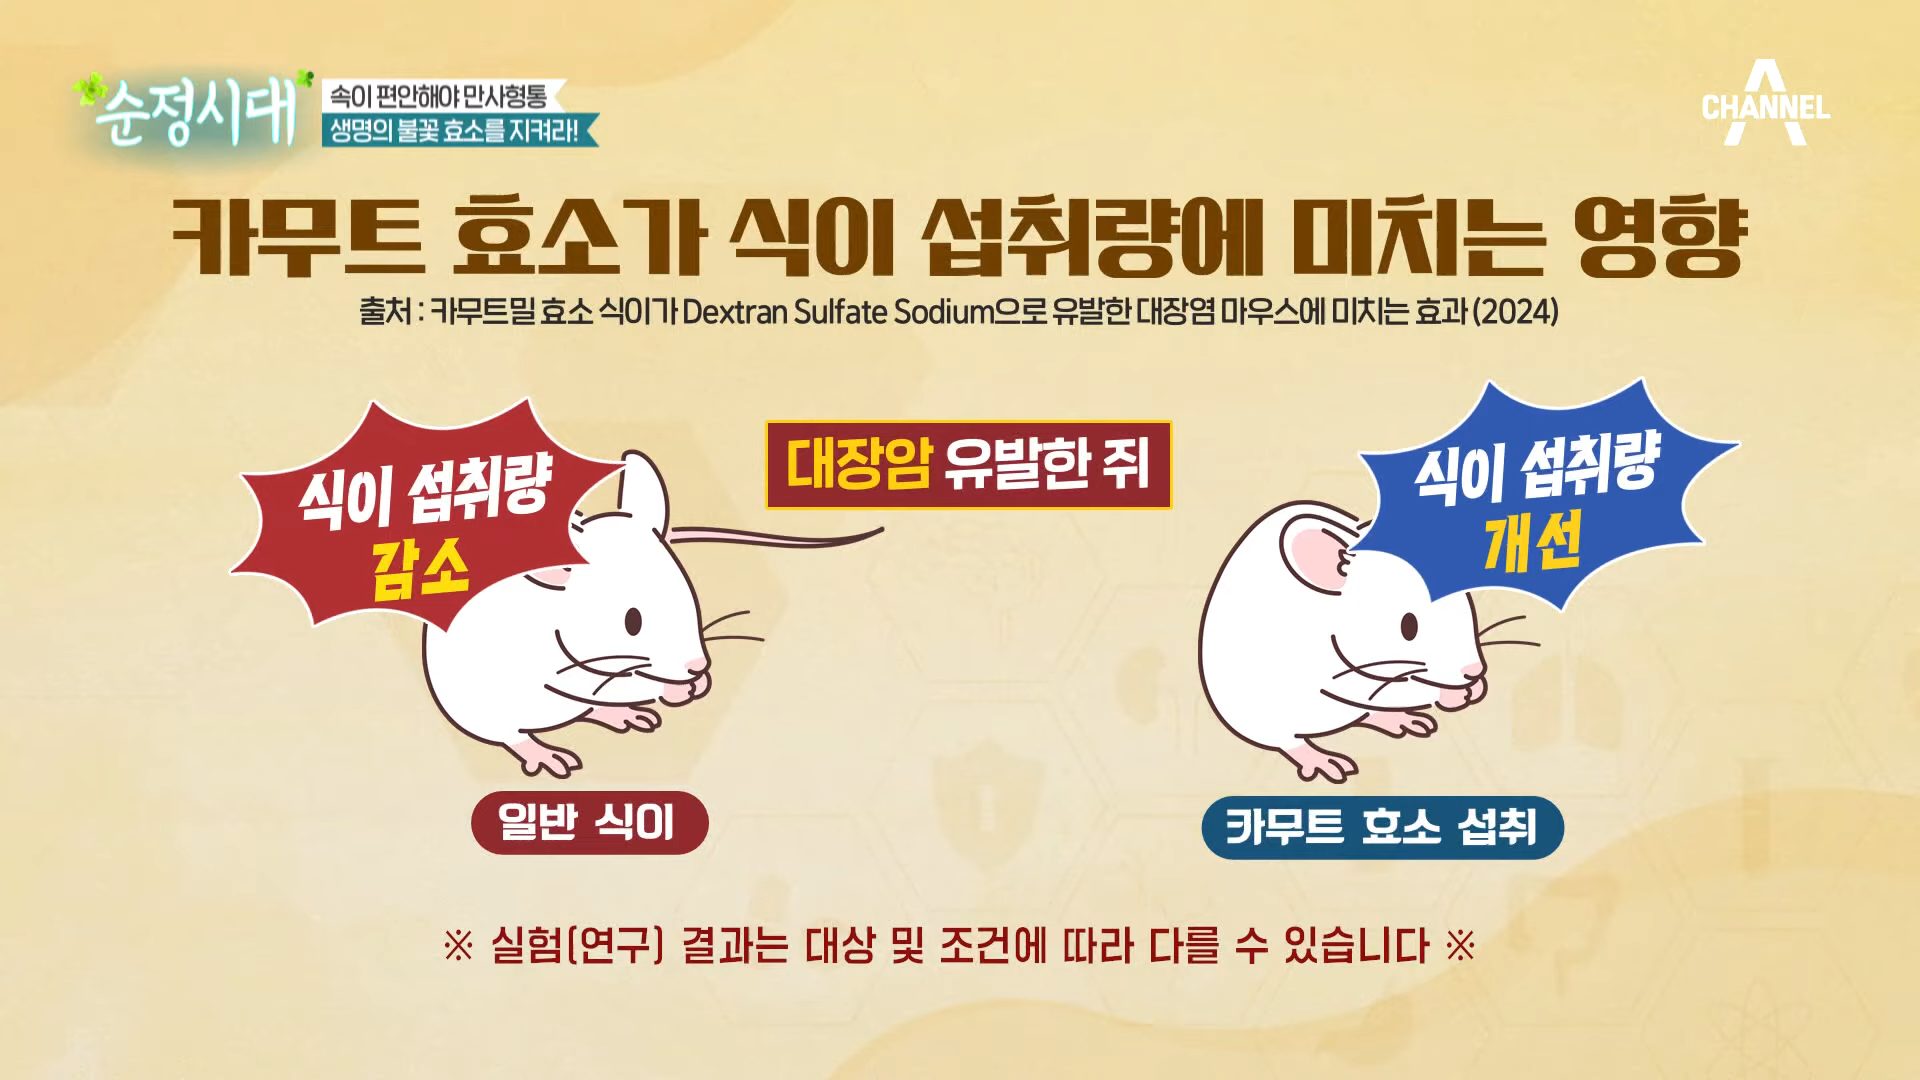 순정시대
속이 편안해야 만사형통
생명의 불꽃 효소를 지켜라!
CHANNEL A
카무트 효소가 식이 섭취량에 미치는 영향
출처 : 카무트밀 효소 식이가 Dextran Sulfate Sodium으로 유발한 대장염 마우스에 미치는 효과 (2024)
대장암 유발한 쥐
식이 섭취량
감소
식이 섭취량
개선
일반 식이
카무트 효소 섭취
※ 실험(연구) 결과는 대상 및 조건에 따라 다를 수 있습니다 ※